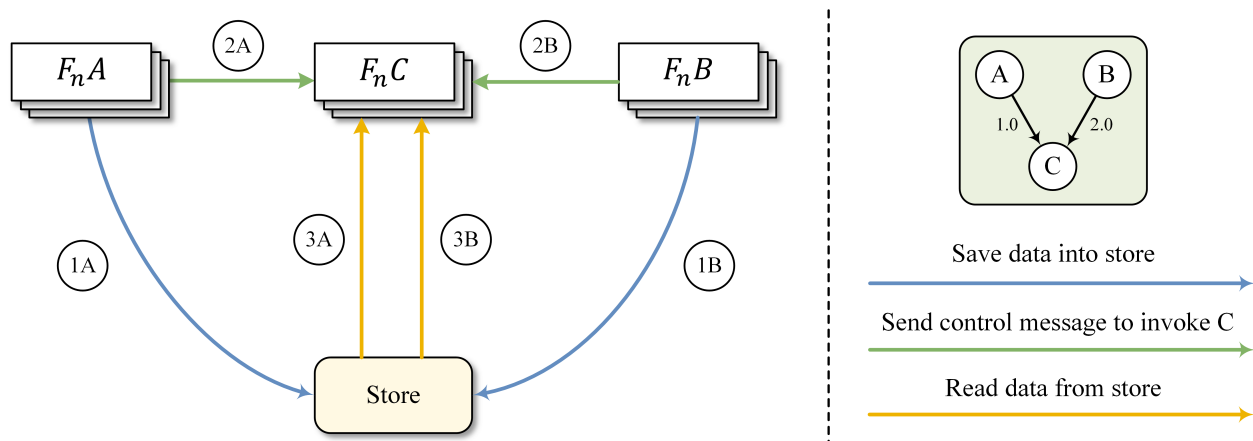 2A
2B
FₙA
FₙC
FₙB
1A
3A
3B
1B
Store
A
B
1.0
2.0
C
Save data into store
Send control message to invoke C
Read data from store